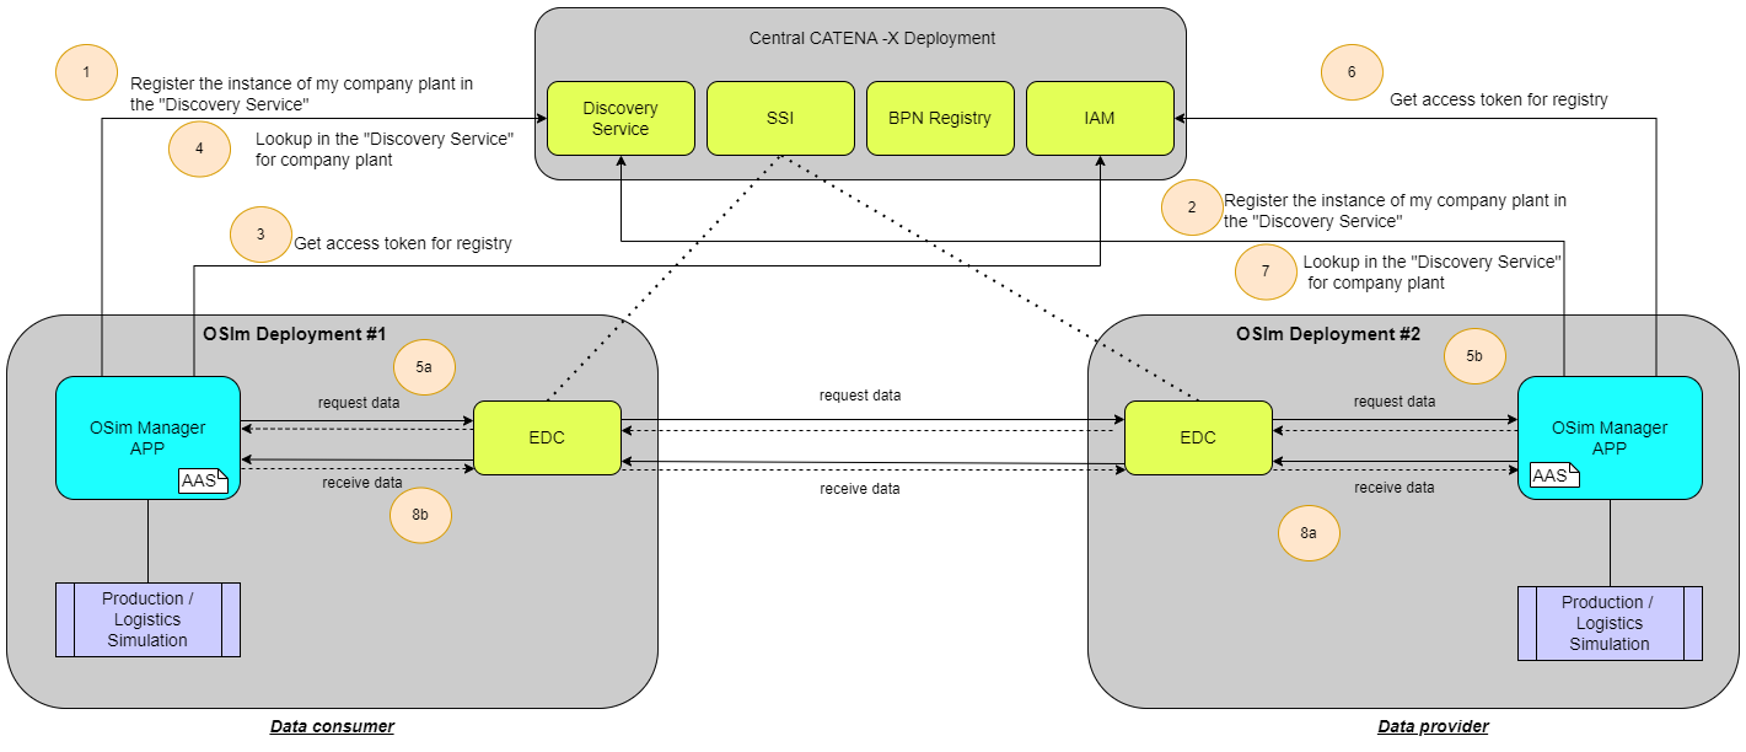 Central CATENA -X Deployment
1
Register the instance of my company plant in
the "Discovery Service"
6
Get access token for registry
Discovery
Service
SSI
BPN Registry
IAM
4
Lookup in the "Discovery Service"
for company plant
2
Register the instance of my company plant in
the "Discovery Service"
3
Get access token for registry
7
Lookup in the "Discovery Service"
for company plant
OSIm Deployment #1
5a
request data
OSim Manager
APP
AAS
EDC
receive data
8b
Production /
Logistics
Simulation
Data consumer
request data
receive data
OSIm Deployment #2
5b
request data
EDC
OSim Manager
APP
AAS
receive data
8a
Production /
Logistics
Simulation
Data provider